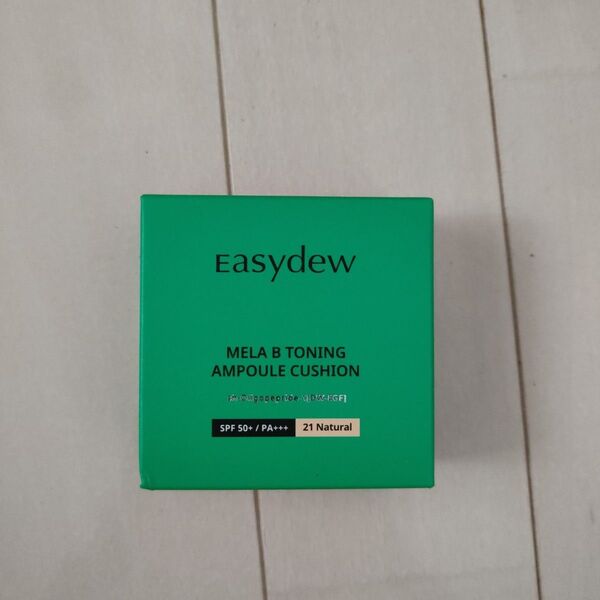 Easydew
MELA B TONING
AMPOULE CUSHION
SPF 50+ / PA+++
21 Natural